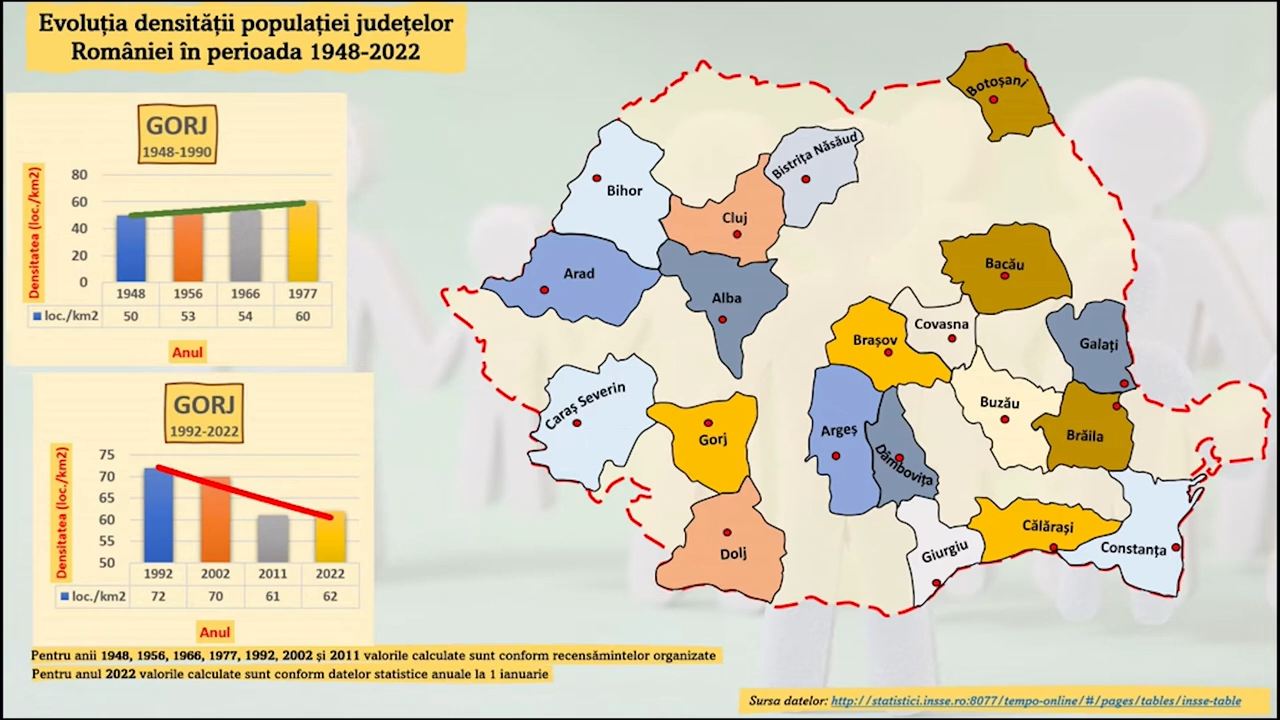 Evoluția densității populației județelor
României în perioada 1948-2022
GORJ
1948-1990
Densitatea (loc./km2)
80
60
40
20
0
1948 1956 1966 1977
loc./km2 50 53 54 60
Anul
GORJ
1992-2022
Densitatea (loc./km2)
75
70
65
60
55
50
1992 2002 2011 2022
loc./km2 72 70 61 62
Anul
Botoșani
Bistrița Năsăud
Bihor
Cluj
Bacău
Arad
Alba
Covasna
Brașov
Galați
Caraș Severin
Buzău
Gorj
Argeș
Brăila
Dâmbovița
Călărași
Dolj
Giurgiu
Constanța
Pentru anii 1948, 1956, 1966, 1977, 1992, 2002 și 2011 valorile calculate sunt conform recensămintelor organizate
Pentru anul 2022 valorile calculate sunt conform datelor statistice anuale la 1 ianuarie
Sursa datelor: http://statistici.insse.ro:8077/tempo-online/#/pages/tables/insse-table